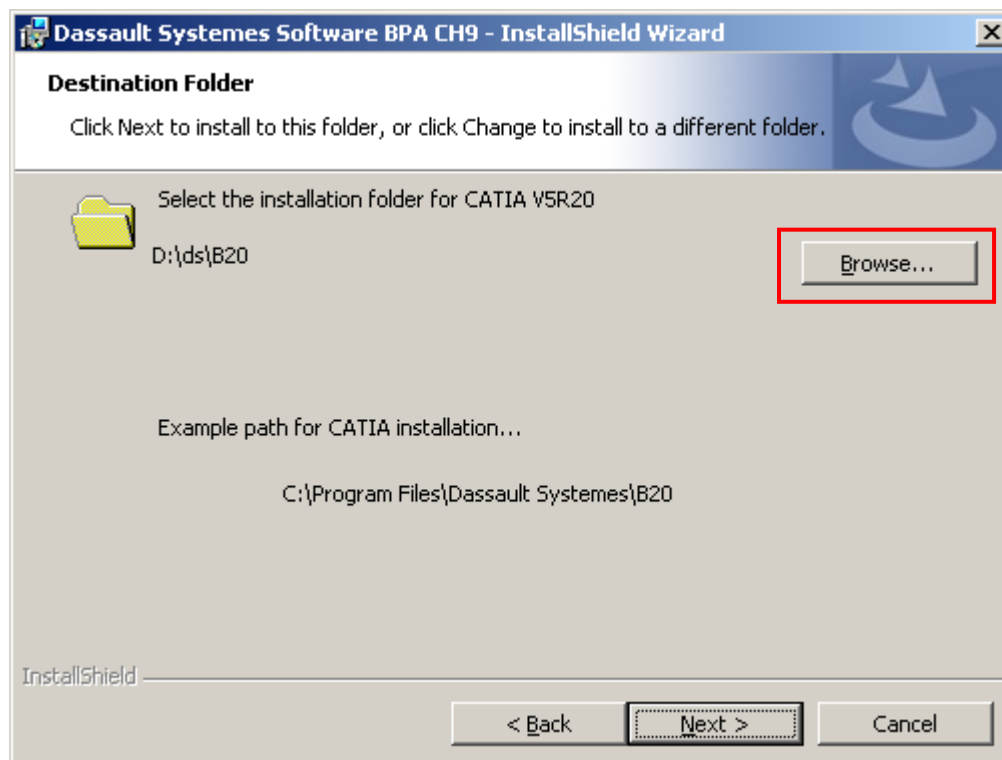 Dassault Systemes Software BPA CH9 - InstallShield Wizard
Destination Folder
Click Next to install to this folder, or click Change to install to a different folder.
Select the installation folder for CATIA V5R20
D:\ds\B20
Browse...
Example path for CATIA installation...
C:\Program Files\Dassault Systemes\B20
InstallShield
< Back Next > Cancel